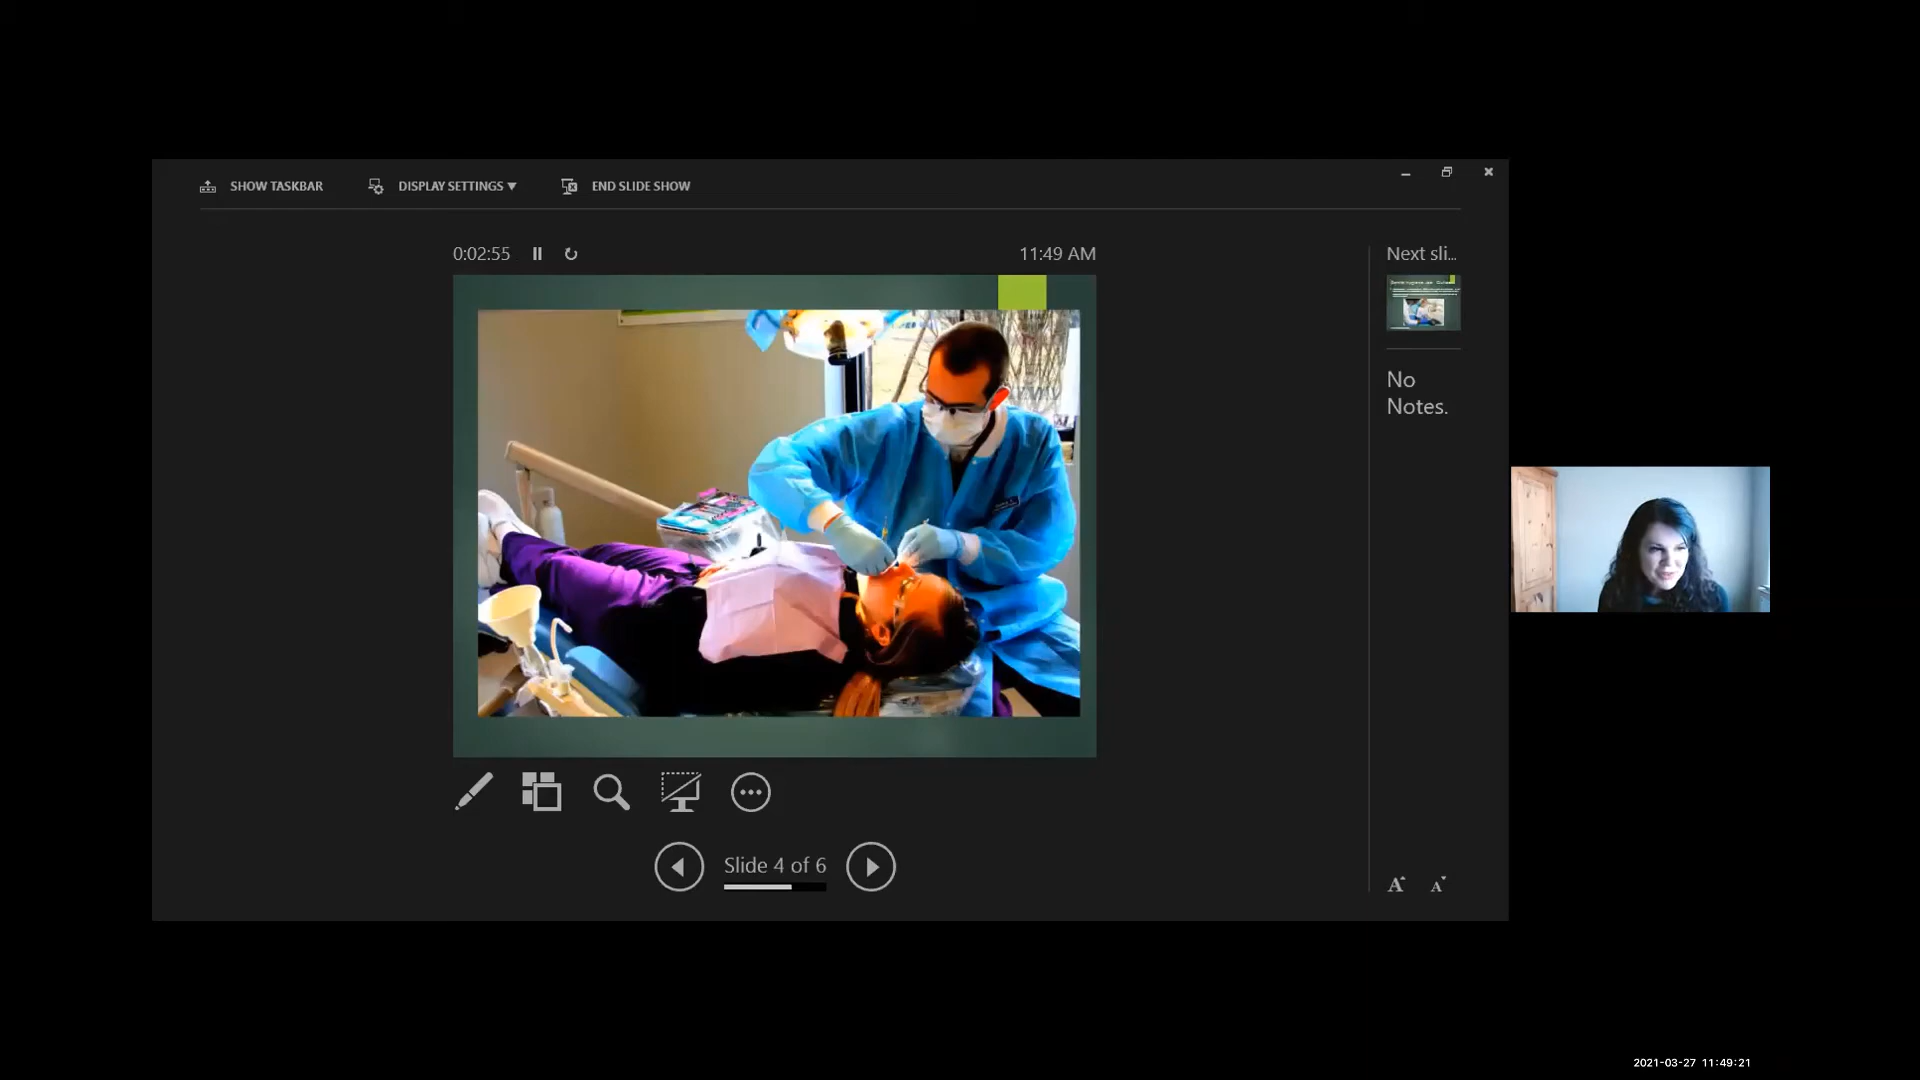 SHOW TASKBAR
DISPLAY SETTINGS ▼
END SLIDE SHOW
0:02:55
11:49 AM
Next sli...
No
Notes.
Slide 4 of 6
A A
2021-03-27 11:49:21